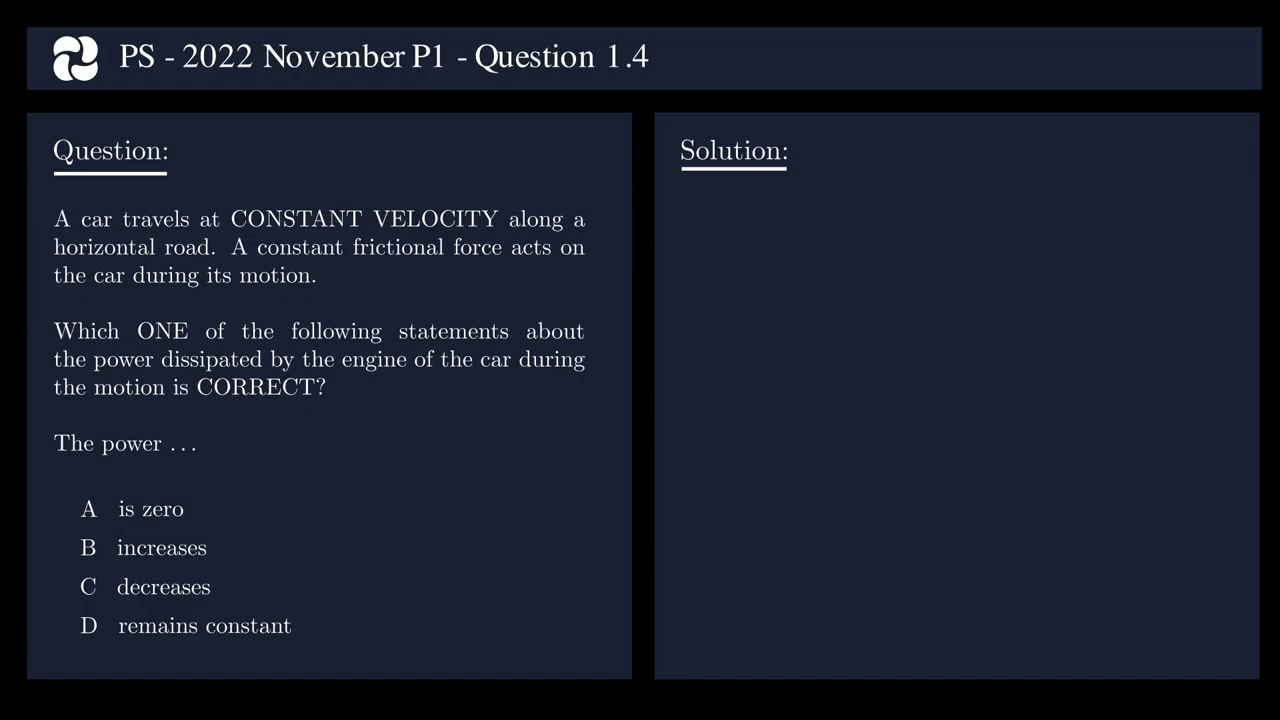 PS - 2022 November P1 - Question 1.4
Question:
A car travels at CONSTANT VELOCITY along a
horizontal road. A constant frictional force acts on
the car during its motion.
Which ONE of the following statements about
the power dissipated by the engine of the car during
the motion is CORRECT?
The power ...
A is zero
B increases
C decreases
D remains constant
Solution: